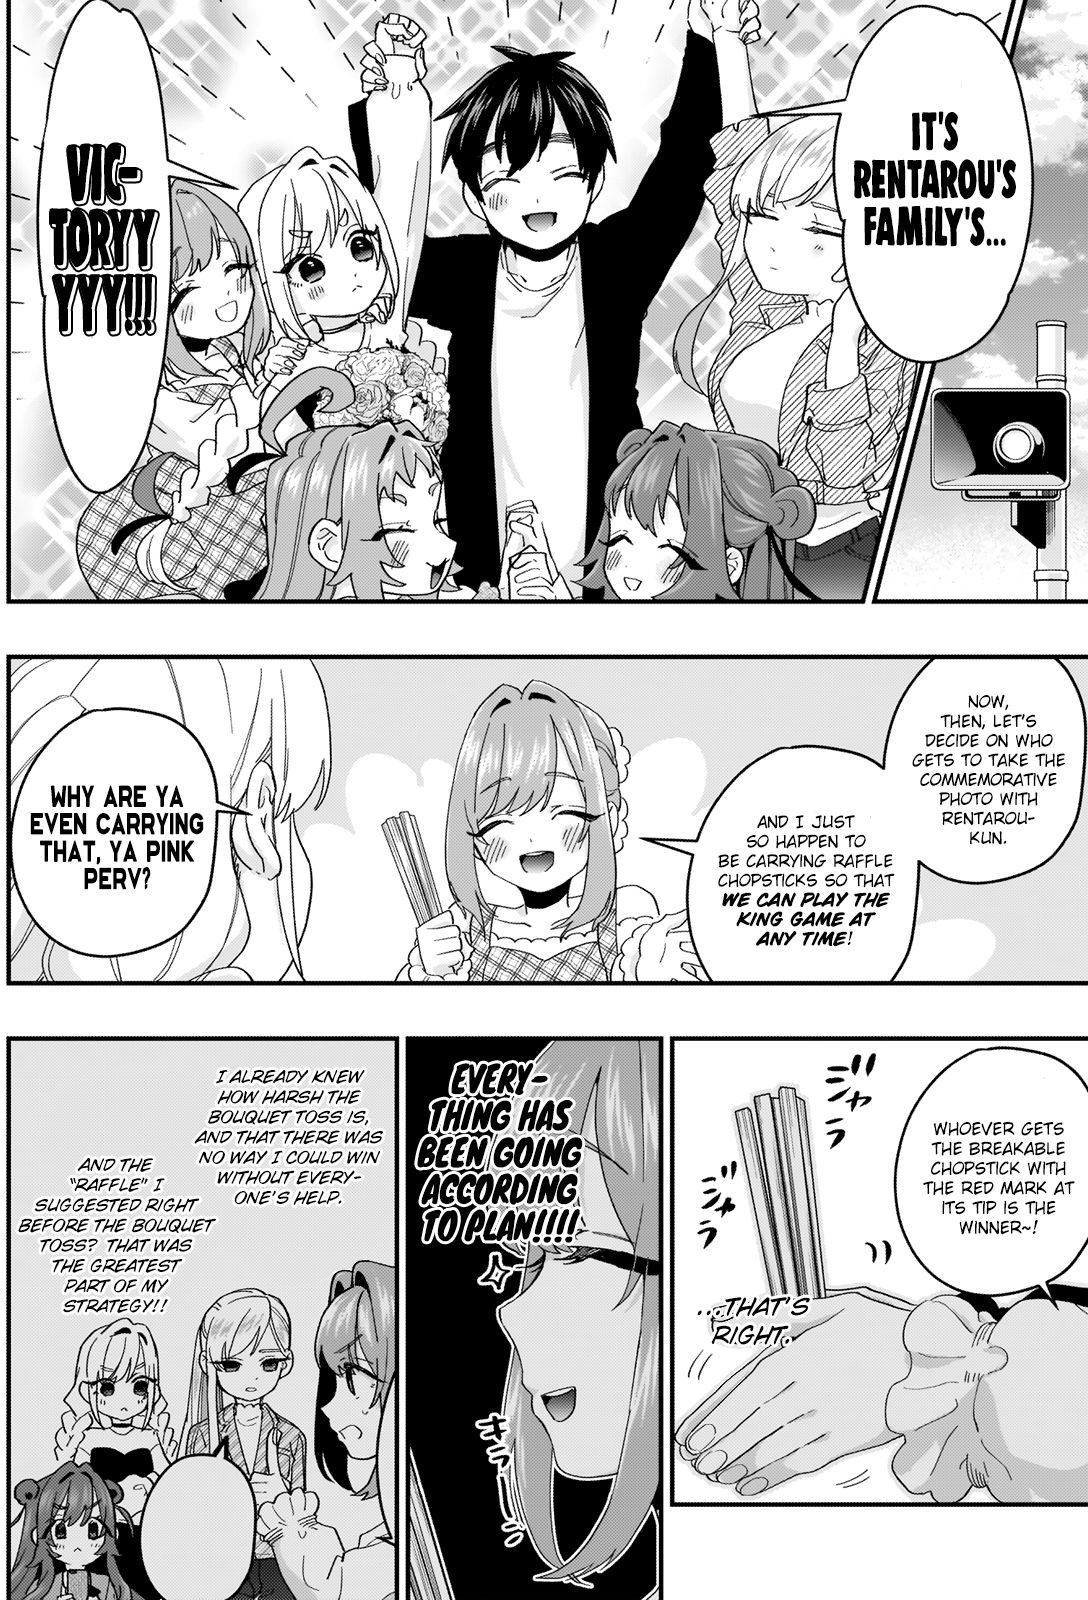 IT'S
RENTAROU'S
FAMILY'S...
VIC-
TORYY
YYY!!!
NOW,
THEN, LET'S
DECIDE ON WHO
GETS TO TAKE THE
COMMEMORATIVE
PHOTO WITH
RENTAROU-
KUN.
AND I JUST
SO HAPPEN TO
BE CARRYING RAFFLE
CHOPSTICKS SO THAT
WE CAN PLAY THE
KING GAME AT
ANY TIME!
WHY ARE YA
EVEN CARRYING
THAT, YA PINK
PERV?
WHOEVER GETS
THE BREAKABLE
CHOPSTICK WITH
THE RED MARK AT
ITS TIP IS THE
WINNER~!
ジャラ
ジャラ
...THAT'S
RIGHT.
EVERY-
THING HAS
BEEN GOING
ACCORDING
TO PLAN!!!!
キラーン
I ALREADY KNEW
HOW HARSH THE
BOUQUET TOSS IS,
AND THAT THERE WAS
NO WAY I COULD WIN
WITHOUT EVERY-
ONE'S HELP.
AND THE
"RAFFLE" I
SUGGESTED RIGHT
BEFORE THE BOUQUET
TOSS? THAT WAS
THE GREATEST
PART OF MY
STRATEGY!!